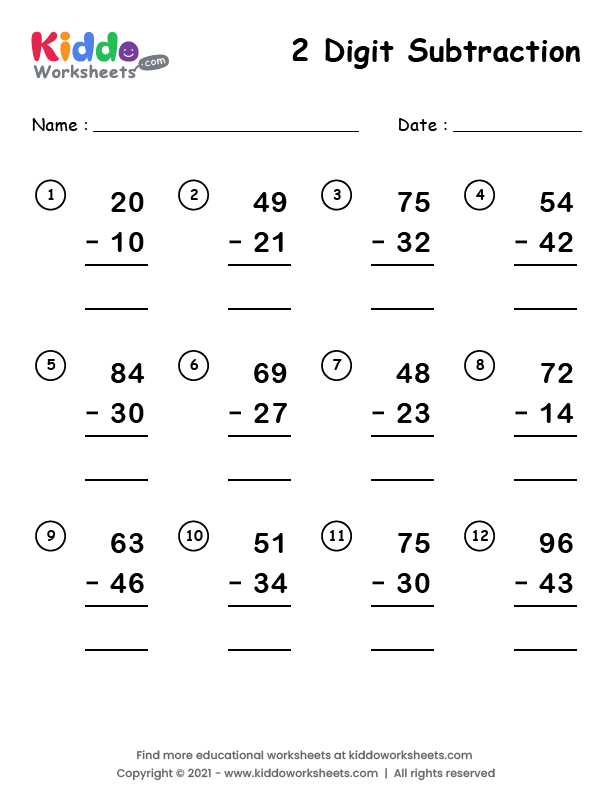 Kiddo
Worksheets .com
2 Digit Subtraction
Name : Date :
1 20 2 49 3 75 4 54
- 10 - 21 - 32 - 42
5 84 6 69 7 48 8 72
- 30 - 27 - 23 - 14
9 63 10 51 11 75 12 96
- 46 - 34 - 30 - 43
Find more educational worksheets at kiddoworksheets.com
Copyright © 2021 - www.kiddoworksheets.com | All rights reserved